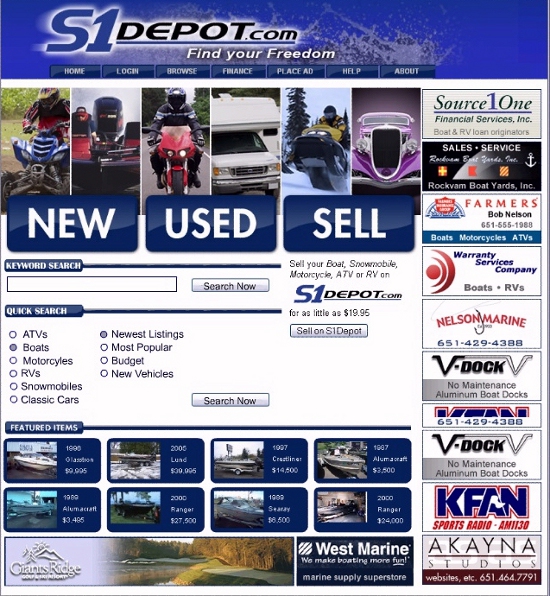 S1DEPOT.com
Find your Freedom
HOME LOGIN BROWSE FINANCE PLACE AD HELP ABOUT
NEW USED SELL
KEYWORD SEARCH
Search Now
QUICK SEARCH
ATVs
Boats
Motorcyles
RVs
Snowmobiles
Classic Cars
Newest Listings
Most Popular
Budget
New Vehicles
Search Now
Sell your Boat, Snowmobile,
Motorcycle, ATV or RV on
S1DEPOT.com
for as little as $19.95
Sell on S1Depot
FEATURED ITEMS
1996
Glasstron
$9,995
2005
Lund
$39,995
1997
Crestliner
$14,500
1987
Alumacraft
$3,500
1989
Alumacraft
$3,495
2000
Ranger
$27,500
1989
Searay
$6,500
2000
Ranger
$24,000
Giants Ridge
West Marine
We make boating more fun!
marine supply superstore
Source1One
Financial Services, Inc.
Boat & RV loan originators
SALES • SERVICE
Rockvam Boat Yards, Inc.
Rockvam Boat Yards, Inc.
FARMERS
Bob Nelson
651-555-1988
Boats Motorcycles ATVs
Warranty
Services
Company
Boats • RVs
NELSON MARINE
651-429-4388
V-DOCK
No Maintenance
Aluminum Boat Docks
KFAN
651-429-4388
V-DOCK
No Maintenance
Aluminum Boat Docks
KFAN
SPORTS RADIO - AM1130
AKAYNA
STUDIOS
websites, etc. 651.464.7791